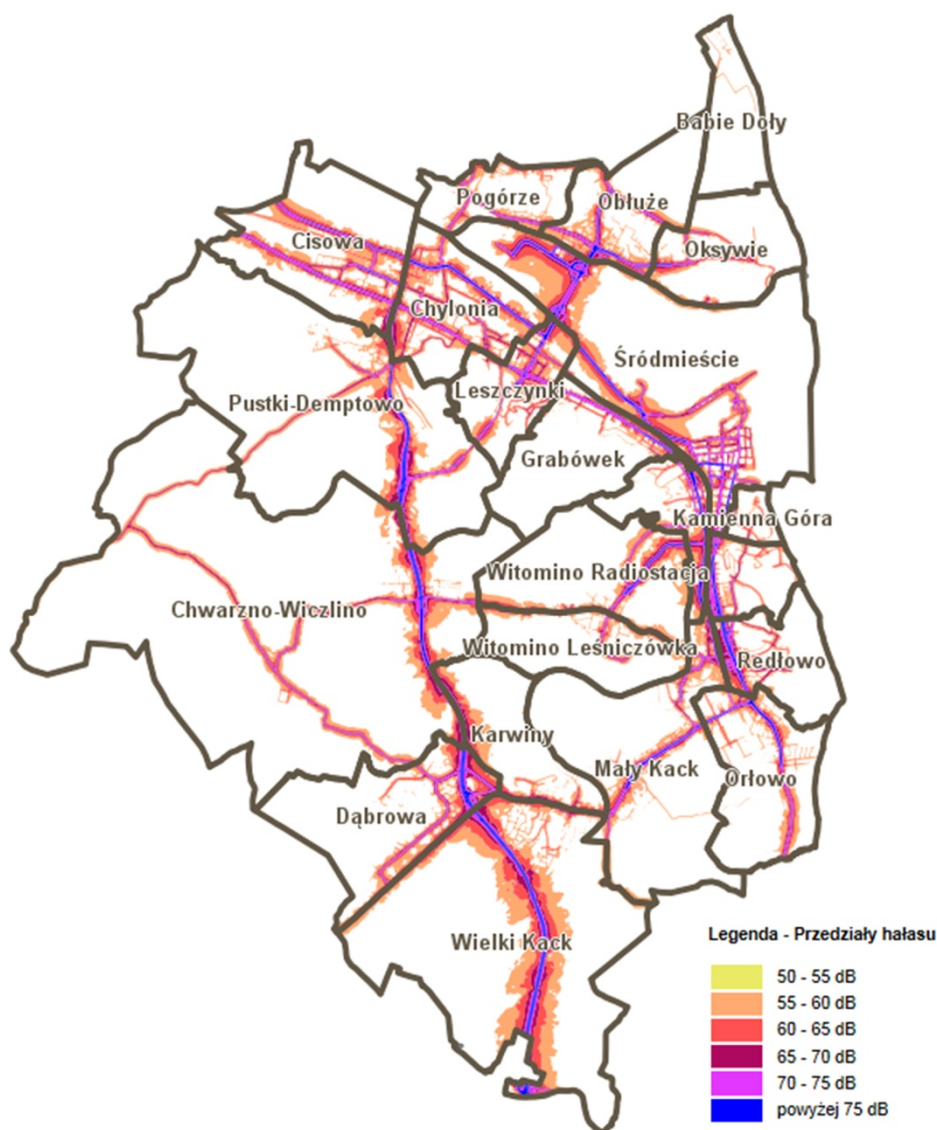 Babie Doły
Pogórze
Obłuże
Cisowa
Oksywie
Chylonia
Śródmieście
Leszczynki
Pustki-Demptowo
Grabówek
Kamienna Góra
Witomino Radiostacja
Chwarzno-Wiczlino
Witomino Leśniczówka
Redłowo
Karwiny
Mały Kack
Orłowo
Dąbrowa
Wielki Kack
Legenda - Przedziały hałasu
50 - 55 dB
55 - 60 dB
60 - 65 dB
65 - 70 dB
70 - 75 dB
powyżej 75 dB